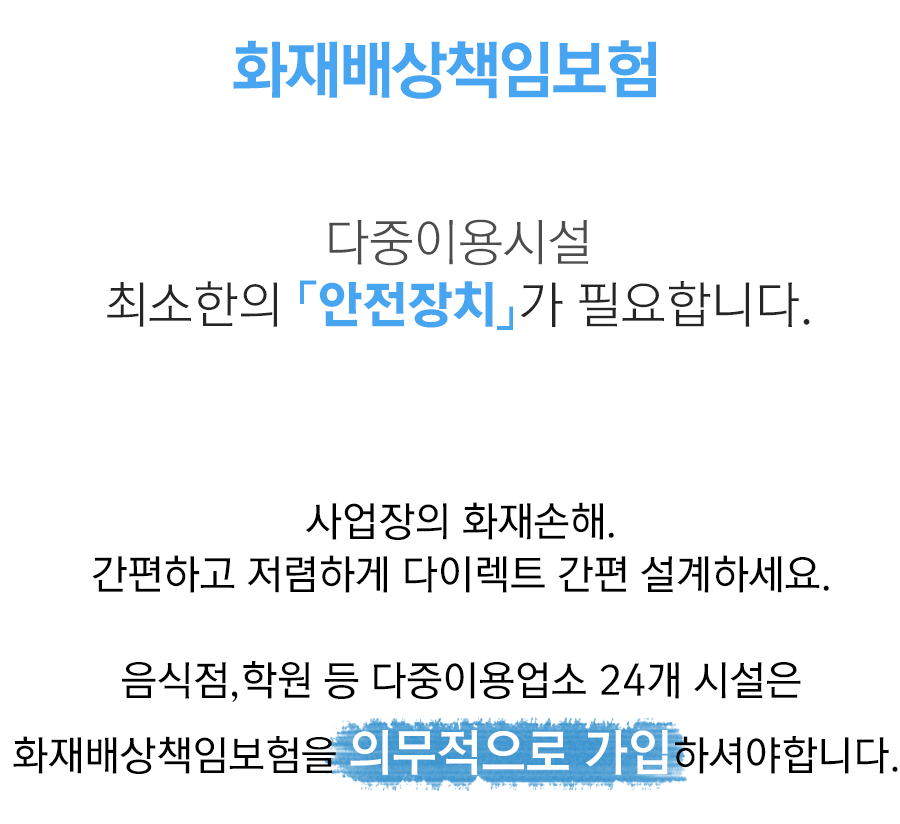 화재배상책임보험
다중이용시설
최소한의 「안전장치」가 필요합니다.
사업장의 화재손해.
간편하고 저렴하게 다이렉트 간편 설계하세요.
음식점,학원 등 다중이용업소 24개 시설은
화재배상책임보험을 의무적으로 가입하셔야합니다.